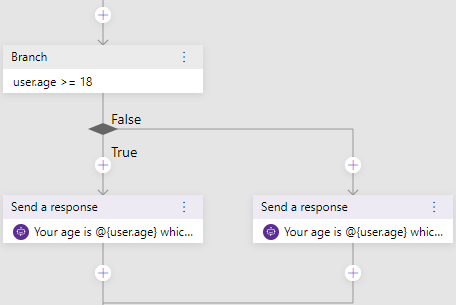 Branch
user.age >= 18
False
True
Send a response
Your age is @{user.age} whic...
Send a response
Your age is @{user.age} whic...